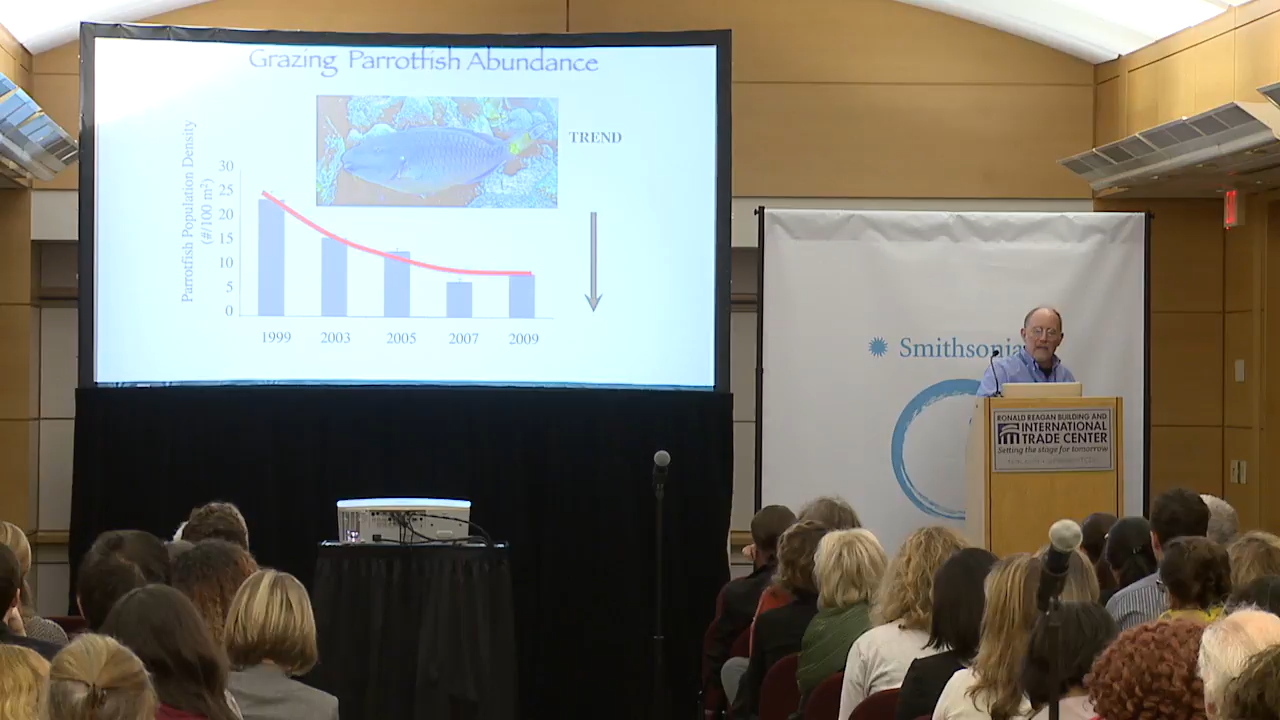 Grazing Parrotfish Abundance
TREND
Parrotfish Population Density
(#/100 m²)
30
25
20
15
10
5
0
1999 2003 2005 2007 2009
Smithsonia
RONALD REAGAN BUILDING AND
INTERNATIONAL
TRADE CENTER
Setting the stage for tomorrow